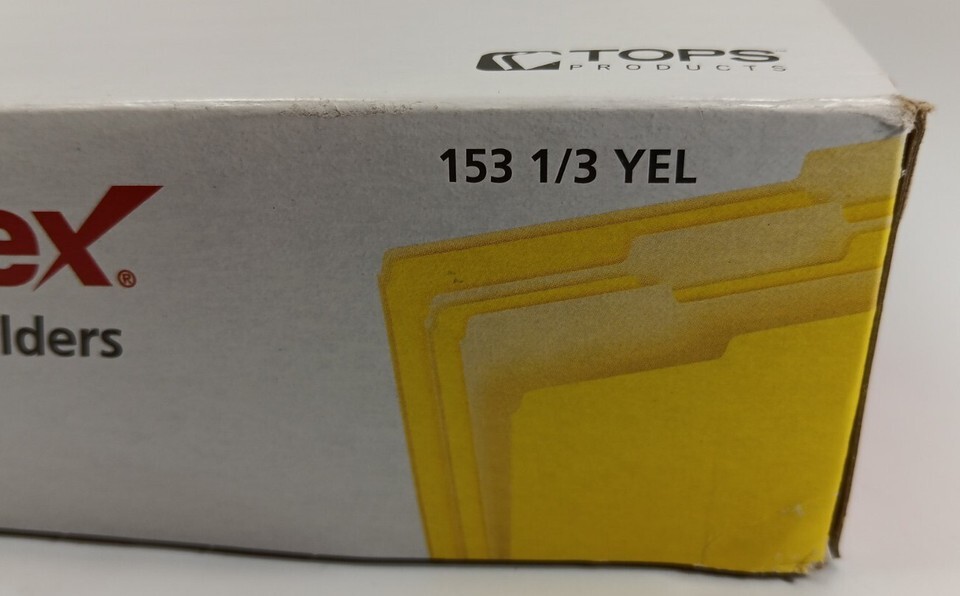 TOPS
PRODUCTS
153 1/3 YEL
ex®
lders